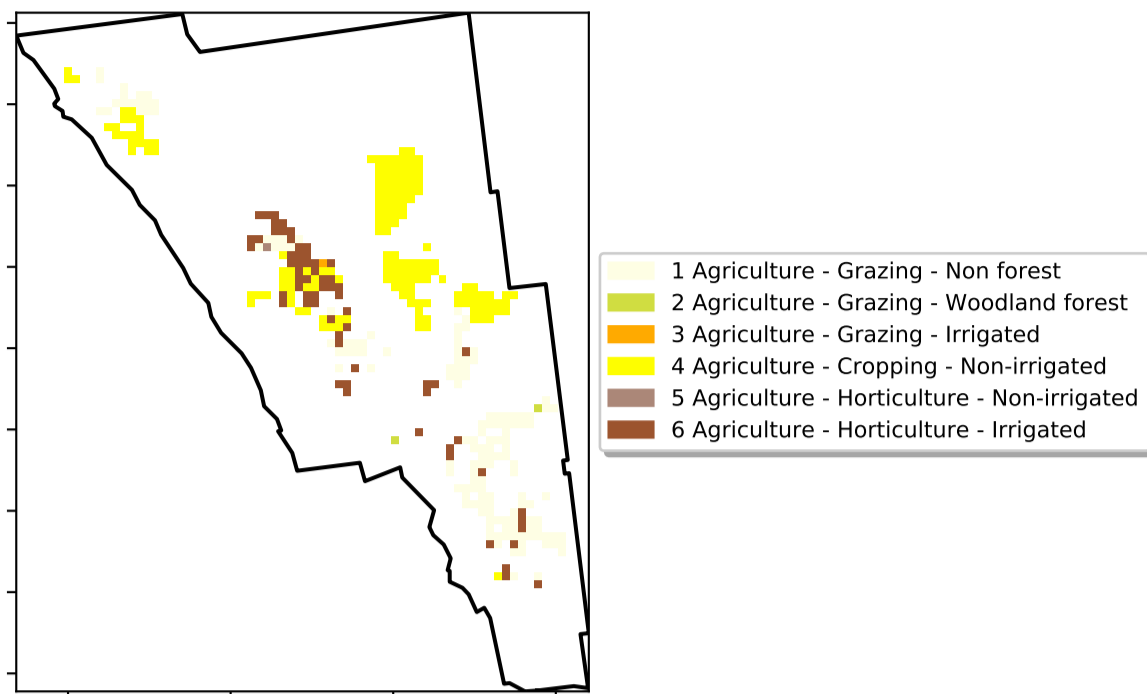 1 Agriculture - Grazing - Non forest
2 Agriculture - Grazing - Woodland forest
3 Agriculture - Grazing - Irrigated
4 Agriculture - Cropping - Non-irrigated
5 Agriculture - Horticulture - Non-irrigated
6 Agriculture - Horticulture - Irrigated